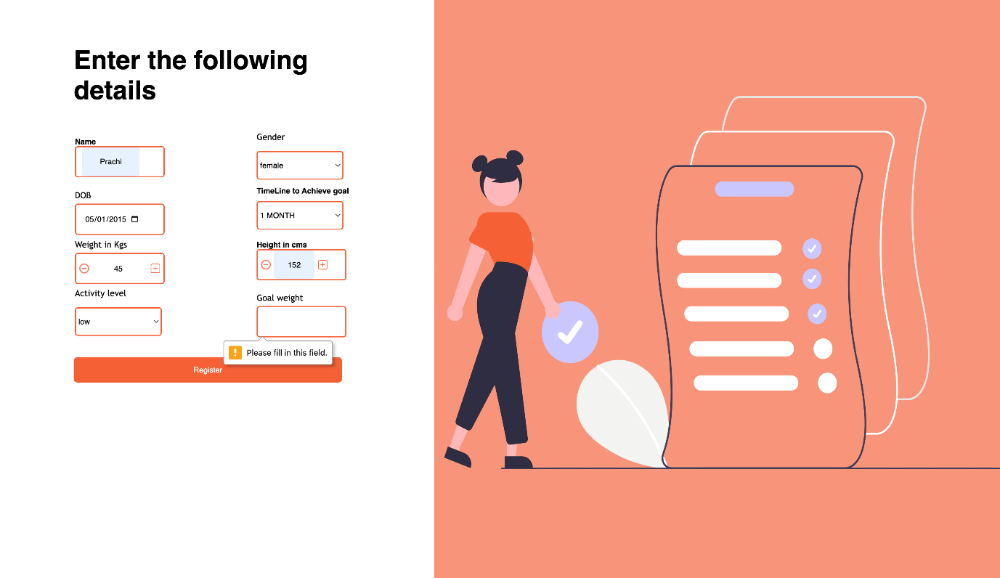 Enter the following
details
Name
Prachi
Gender
female
DOB
05/01/2015
TimeLine to Achieve goal
1 MONTH
Weight in Kgs
45
Height in cms
152
Activity level
low
Goal weight
Please fill in this field.
Register